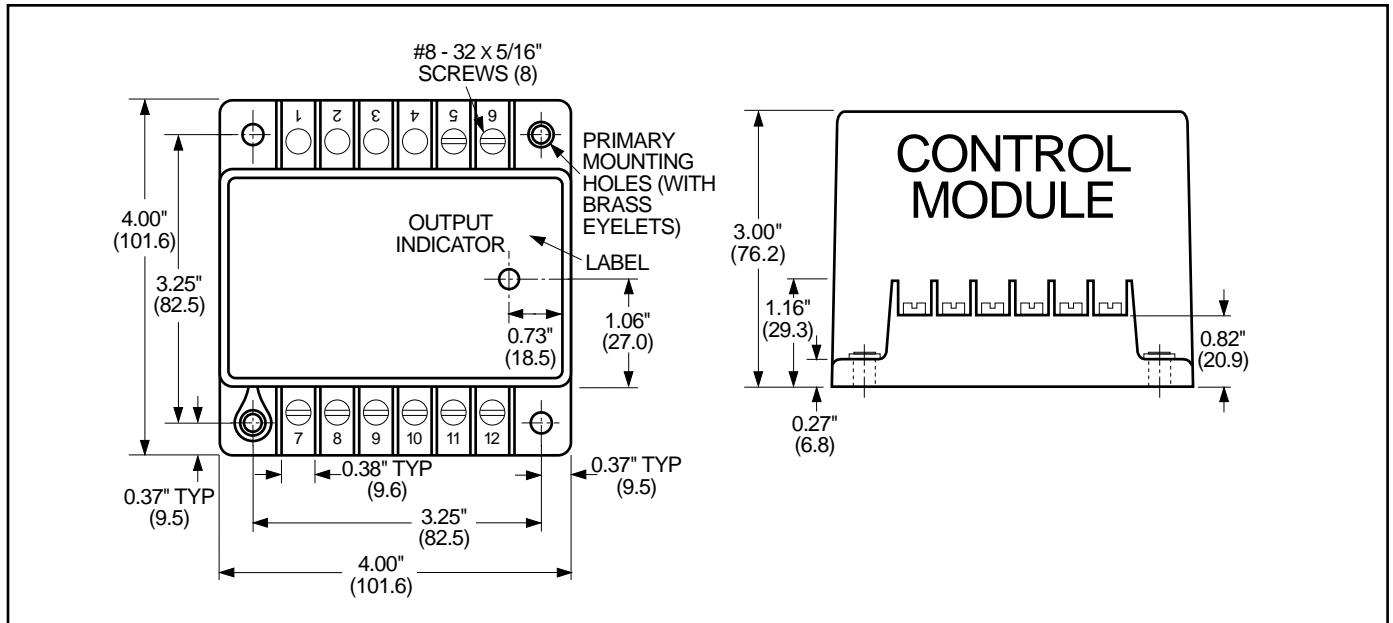 #8 - 32 X 5/16"
SCREWS (8)
1 2 3 4 5 6
PRIMARY
MOUNTING
HOLES (WITH
BRASS
EYELETS)
OUTPUT
INDICATOR
LABEL
4.00"
(101.6)
3.25"
(82.5)
0.73"
(18.5)
1.06"
(27.0)
7 8 9 10 11 12
0.37" TYP
(9.5)
0.38" TYP
(9.6)
0.37" TYP
(9.5)
3.25"
(82.5)
4.00"
(101.6)
CONTROL
MODULE
3.00"
(76.2)
1.16"
(29.3)
0.82"
(20.9)
0.27"
(6.8)